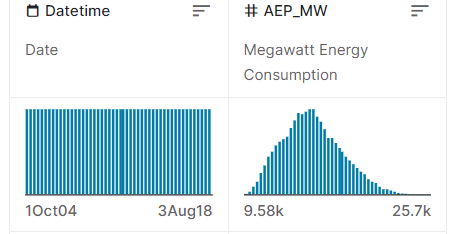 Datetime
AEP_MW
Date
Megawatt Energy
Consumption
1Oct04
3Aug18
9.58k
25.7k